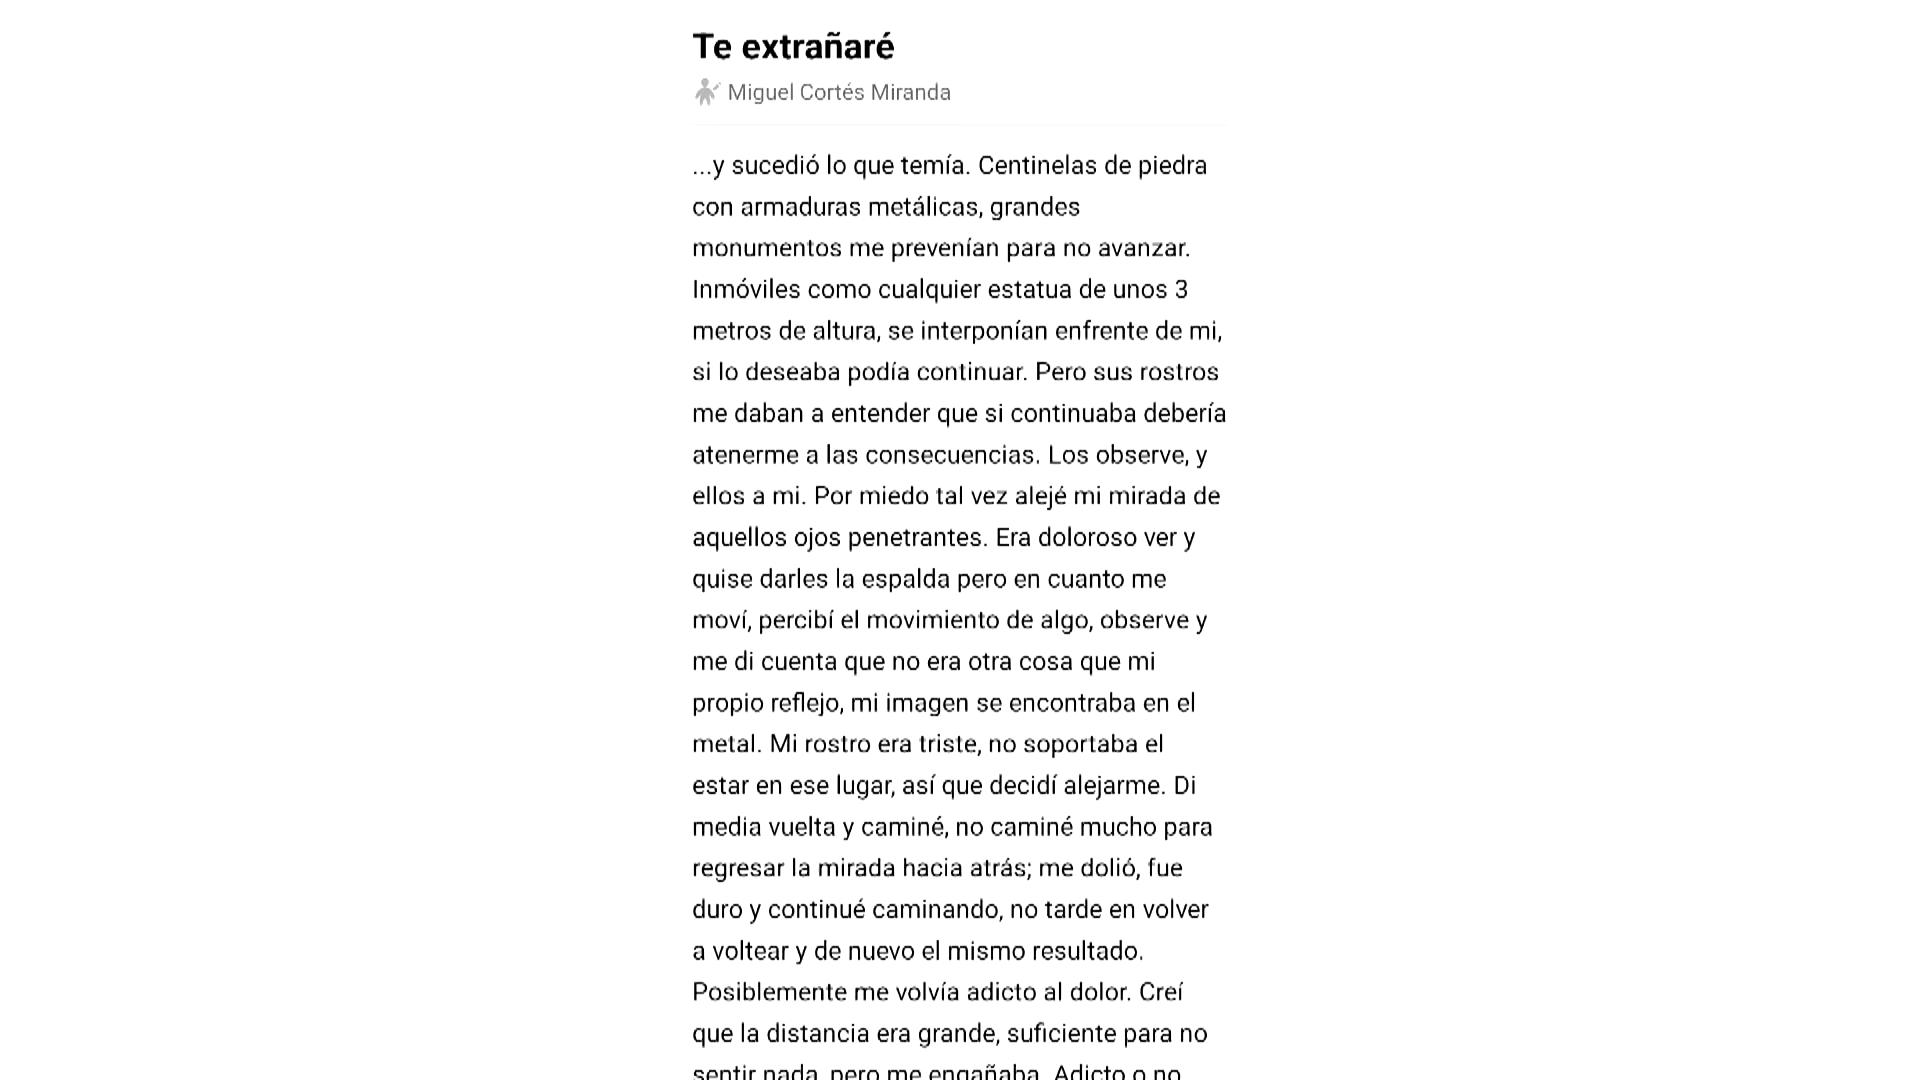 Te extrañaré
Miguel Cortés Miranda
...y sucedió lo que temía. Centinelas de piedra
con armaduras metálicas, grandes
monumentos me prevenían para no avanzar.
Inmóviles como cualquier estatua de unos 3
metros de altura, se interponían enfrente de mi,
si lo deseaba podía continuar. Pero sus rostros
me daban a entender que si continuaba debería
atenerme a las consecuencias. Los observe, y
ellos a mi. Por miedo tal vez alejé mi mirada de
aquellos ojos penetrantes. Era doloroso ver y
quise darles la espalda pero en cuanto me
moví, percibí el movimiento de algo, observe y
me di cuenta que no era otra cosa que mi
propio reflejo, mi imagen se encontraba en el
metal. Mi rostro era triste, no soportaba el
estar en ese lugar, así que decidí alejarme. Di
media vuelta y caminé, no caminé mucho para
regresar la mirada hacia atrás; me dolió, fue
duro y continué caminando, no tarde en volver
a voltear y de nuevo el mismo resultado.
Posiblemente me volvía adicto al dolor. Creí
que la distancia era grande, suficiente para no
sentir nada, pero me engañaba. Adicto o no